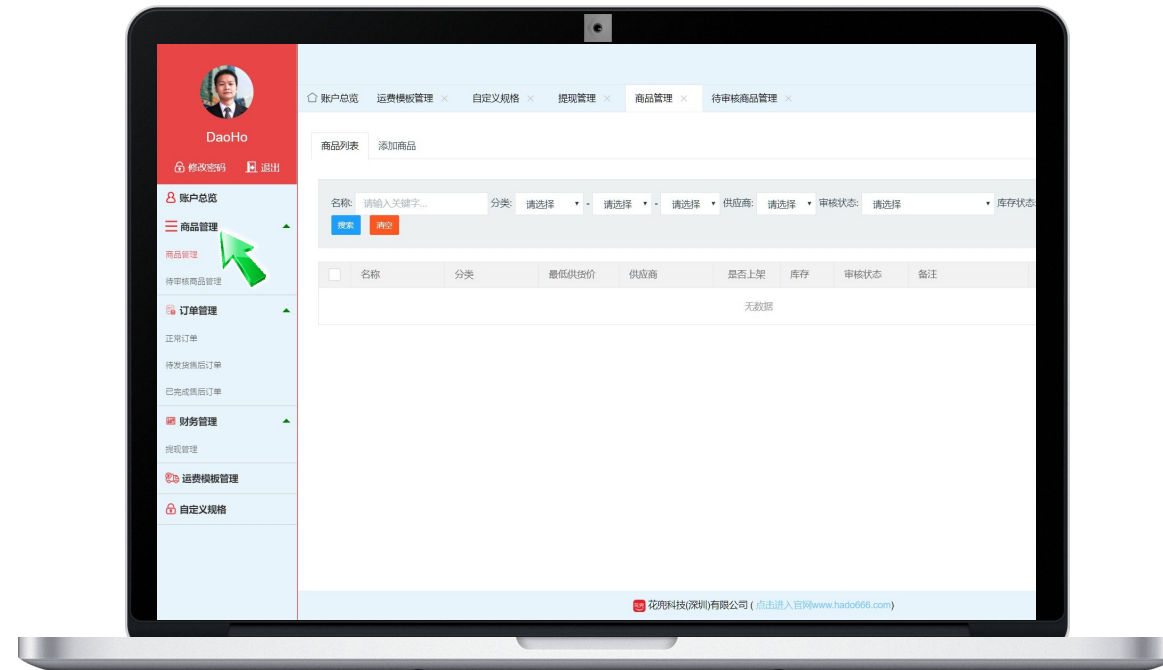 DaoHo
修改密码 退出
账户总览
商品管理
商品管理
待审核商品管理
订单管理
正常订单
待发货售后订单
已完成售后订单
财务管理
提现管理
运费模板管理
自定义规格
账户总览 运费模板管理 自定义规格 提现管理 商品管理 待审核商品管理
商品列表 添加商品
名称: 请输入关键字... 分类: 请选择 - 请选择 - 请选择 供应商: 请选择 审核状态: 请选择 库存状态:
搜索 清空
名称 分类 最低供货价 供应商 是否上架 库存 审核状态 备注
无数据
花兜科技(深圳)有限公司 ( 点击进入官网www.hado666.com)